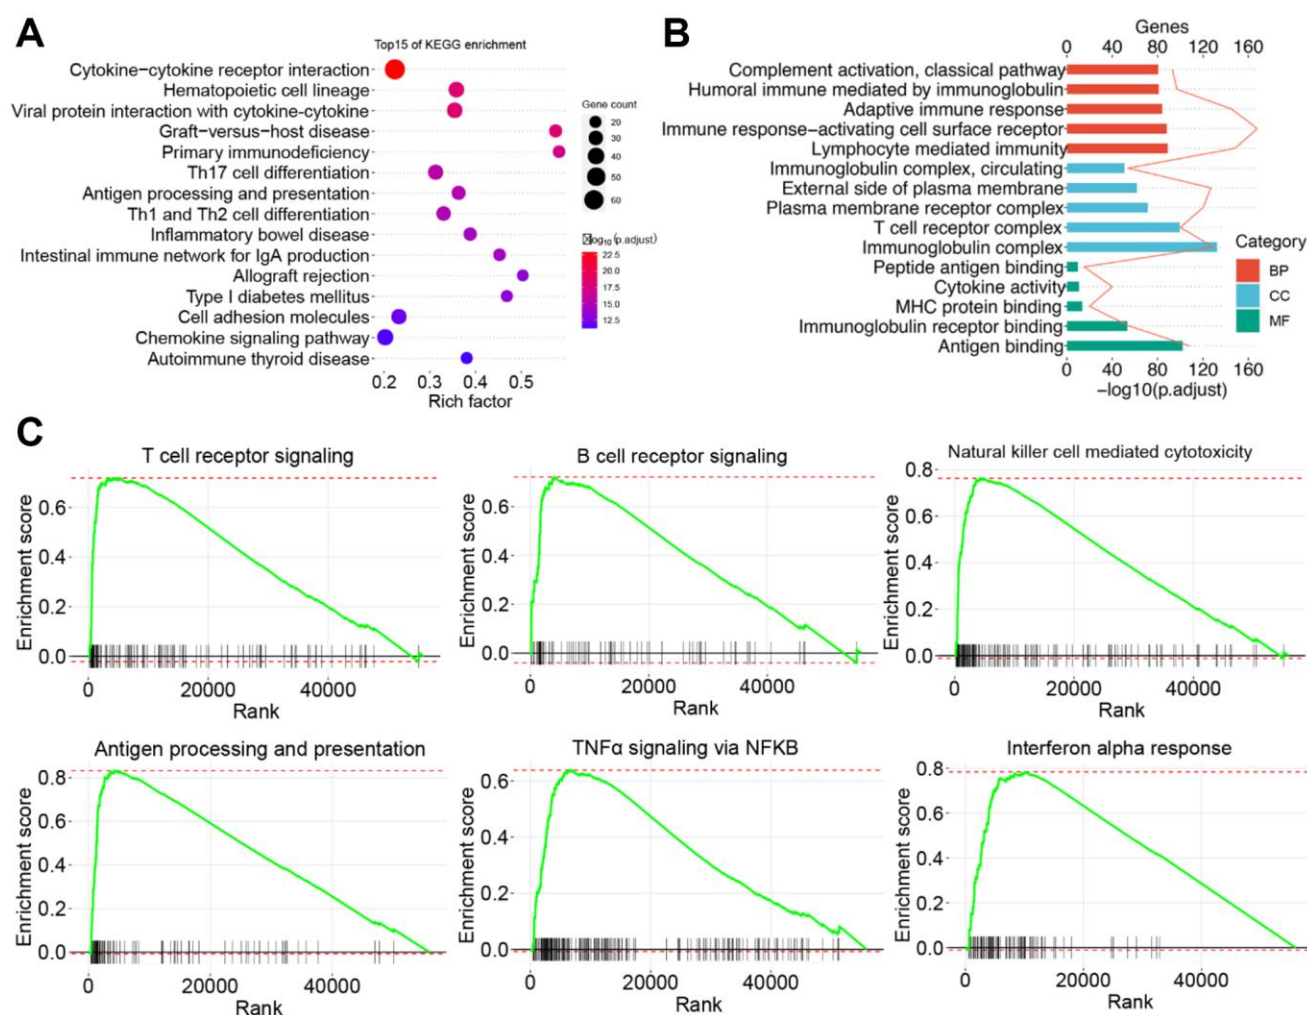 A
Top15 of KEGG enrichment
Cytokine−cytokine receptor interaction
Hematopoietic cell lineage
Viral protein interaction with cytokine−cytokine
Graft−versus−host disease
Primary immunodeficiency
Th17 cell differentiation
Antigen processing and presentation
Th1 and Th2 cell differentiation
Inflammatory bowel disease
Intestinal immune network for IgA production
Allograft rejection
Type I diabetes mellitus
Cell adhesion molecules
Chemokine signaling pathway
Autoimmune thyroid disease
0.2 0.3 0.4 0.5
Rich factor
Gene count
20
30
40
50
60
log10(p.adjust)
22.5
20.0
17.5
15.0
12.5
B
Genes
0 40 80 120 160
Complement activation, classical pathway
Humoral immune mediated by immunoglobulin
Adaptive immune response
Immune response−activating cell surface receptor
Lymphocyte mediated immunity
Immunoglobulin complex, circulating
External side of plasma membrane
Plasma membrane receptor complex
T cell receptor complex
Immunoglobulin complex
Peptide antigen binding
Cytokine activity
MHC protein binding
Immunoglobulin receptor binding
Antigen binding
0 40 80 120 160
−log10(p.adjust)
Category
BP
CC
MF
C
T cell receptor signaling
Enrichment score
0.6
0.4
0.2
0.0
0 20000 40000
Rank
B cell receptor signaling
Enrichment score
0.6
0.4
0.2
0.0
0 20000 40000
Rank
Natural killer cell mediated cytotoxicity
Enrichment score
0.8
0.6
0.4
0.2
0.0
0 20000 40000
Rank
Antigen processing and presentation
Enrichment score
0.8
0.6
0.4
0.2
0.0
0 20000 40000
Rank
TNFα signaling via NFKB
Enrichment score
0.6
0.4
0.2
0.0
0 20000 40000
Rank
Interferon alpha response
Enrichment score
0.8
0.6
0.4
0.2
0.0
0 20000 40000
Rank